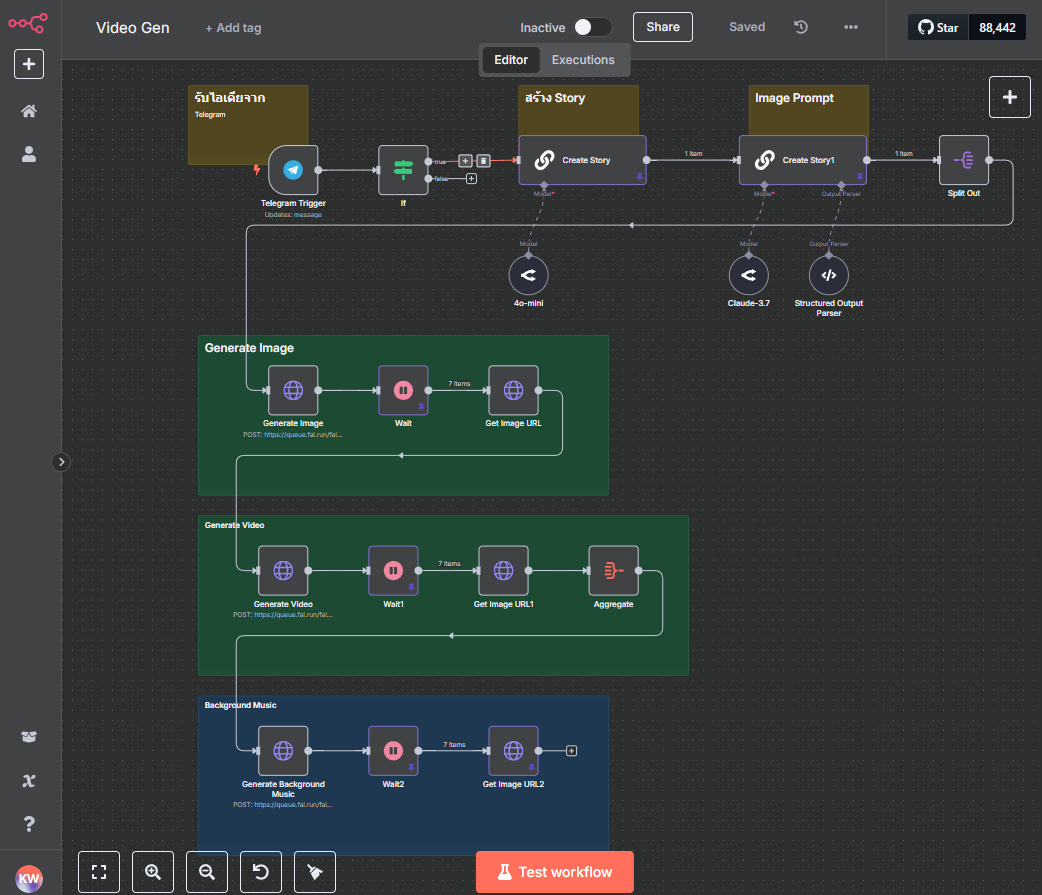 Video Gen
+ Add tag
Inactive
Share
Saved
Star
88,442
Editor
Executions
รับไอเดียจาก
Telegram
สร้าง Story
Image Prompt
true
false
Create Story
1 item
Create Story1
1 item
Telegram Trigger
Updates: message
If
Model*
Model*
Output Parser
Split Out
Model
Model
Output Parser
4o-mini
Claude-3.7
Structured Output
Parser
Generate Image
7 items
Generate Image
POST: https://queue.fal.run/fal...
Wait
Get Image URL
Generate Video
7 items
Generate Video
POST: https://queue.fal.run/fal...
Wait1
Get Image URL1
Aggregate
Background Music
7 items
Generate Background
Music
POST: https://queue.fal.run/fal...
Wait2
Get Image URL2
KW
Test workflow